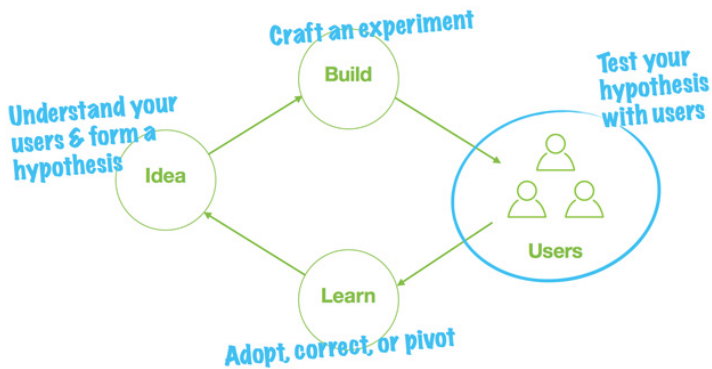 Craft an experiment
Build
Test your
hypothesis
with users
Understand your
users & form a
hypothesis
Idea
Users
Learn
Adopt, correct, or pivot